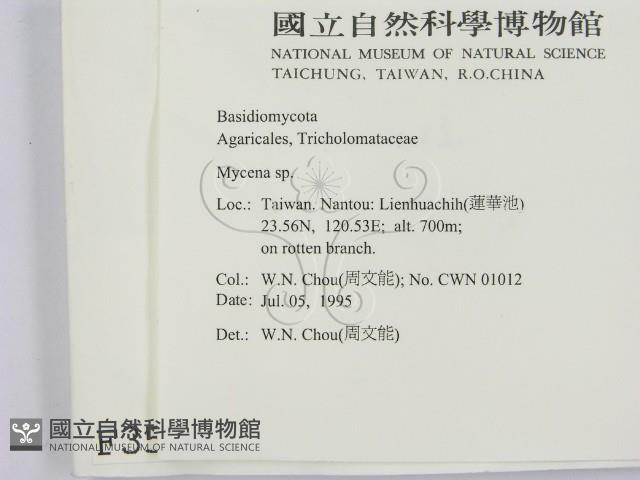 國立自然科學博物館
NATIONAL MUSEUM OF NATURAL SCIENCE
TAICHUNG, TAIWAN, R.O.CHINA
Basidiomycota
Agaricales, Tricholomataceae
Mycena sp.
Loc.: Taiwan. Nantou: Lienhuachih(蓮華池)
23.56N, 120.53E; alt. 700m;
on rotten branch.
Col.: W.N. Chou(周文能); No. CWN 01012
Date: Jul. 05, 1995
Det.: W.N. Chou(周文能)
國立自然科學博物館
NATIONAL MUSEUM OF NATURAL SCIENCE